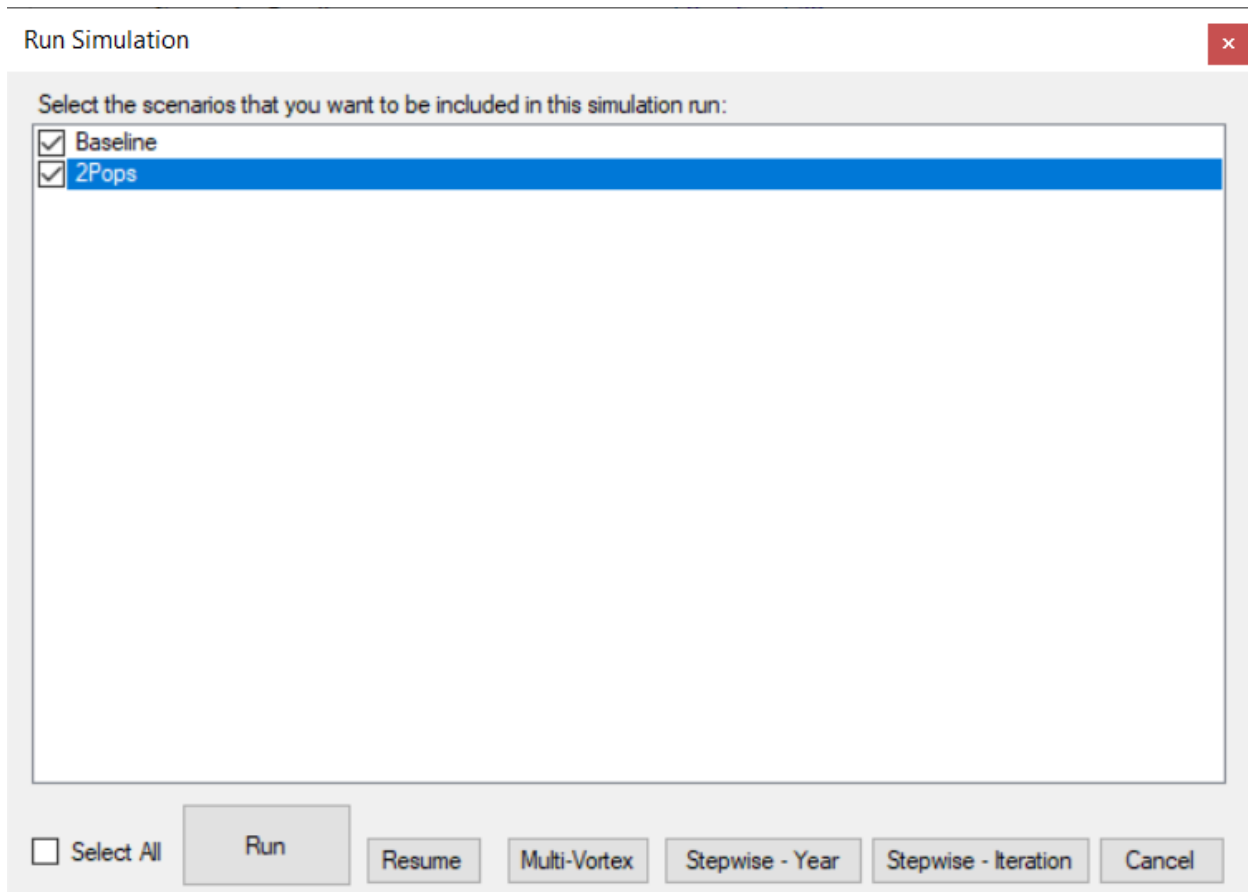 Run Simulation
Select the scenarios that you want to be included in this simulation run:
Baseline
2Pops
Select All
Run
Resume
Multi-Vortex
Stepwise - Year
Stepwise - Iteration
Cancel